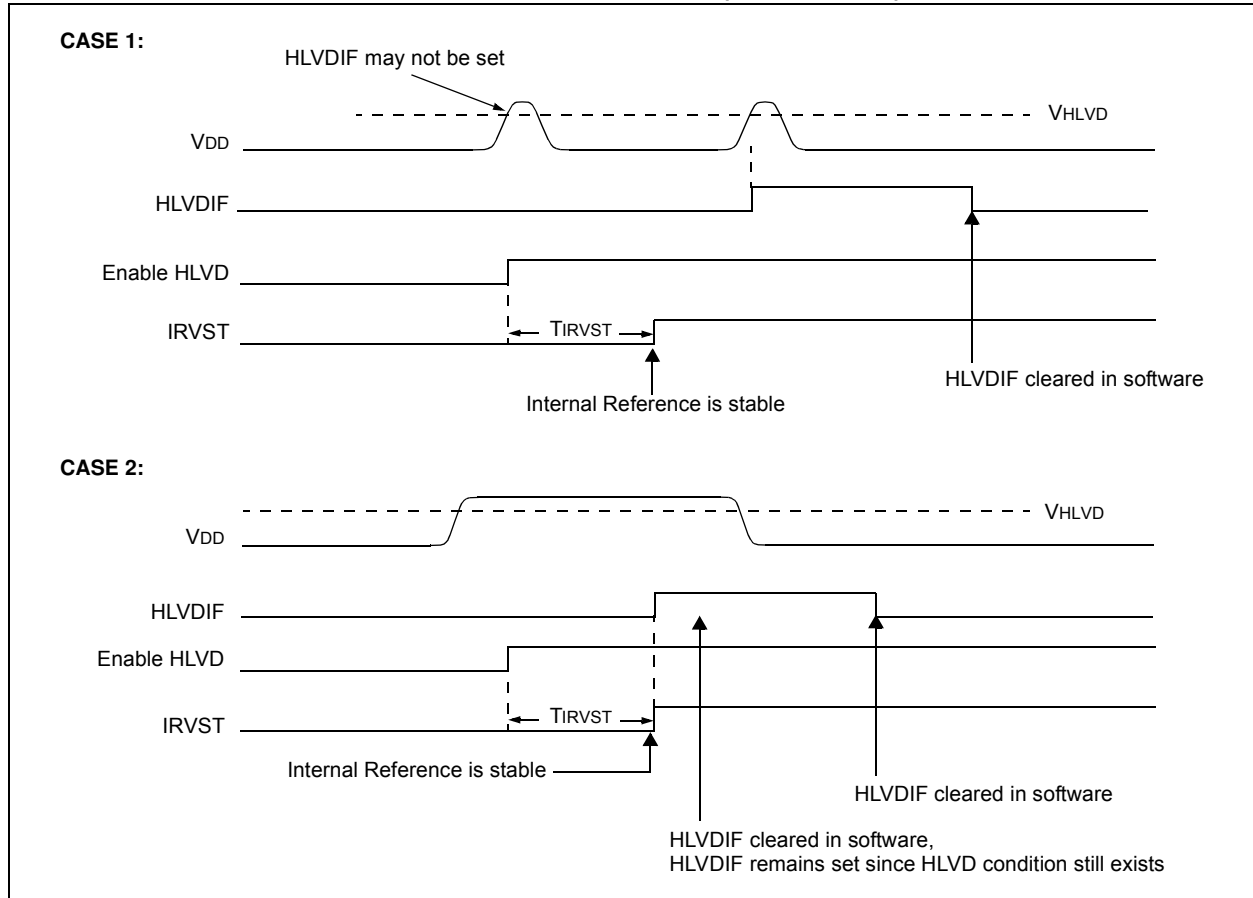 CASE 1:
HLVDIF may not be set
VHLVD
VDD
HLVDIF
Enable HLVD
TIRVST
IRVST
HLVDIF cleared in software
Internal Reference is stable
CASE 2:
VHLVD
VDD
HLVDIF
Enable HLVD
TIRVST
IRVST
Internal Reference is stable
HLVDIF cleared in software
HLVDIF cleared in software,
HLVDIF remains set since HLVD condition still exists